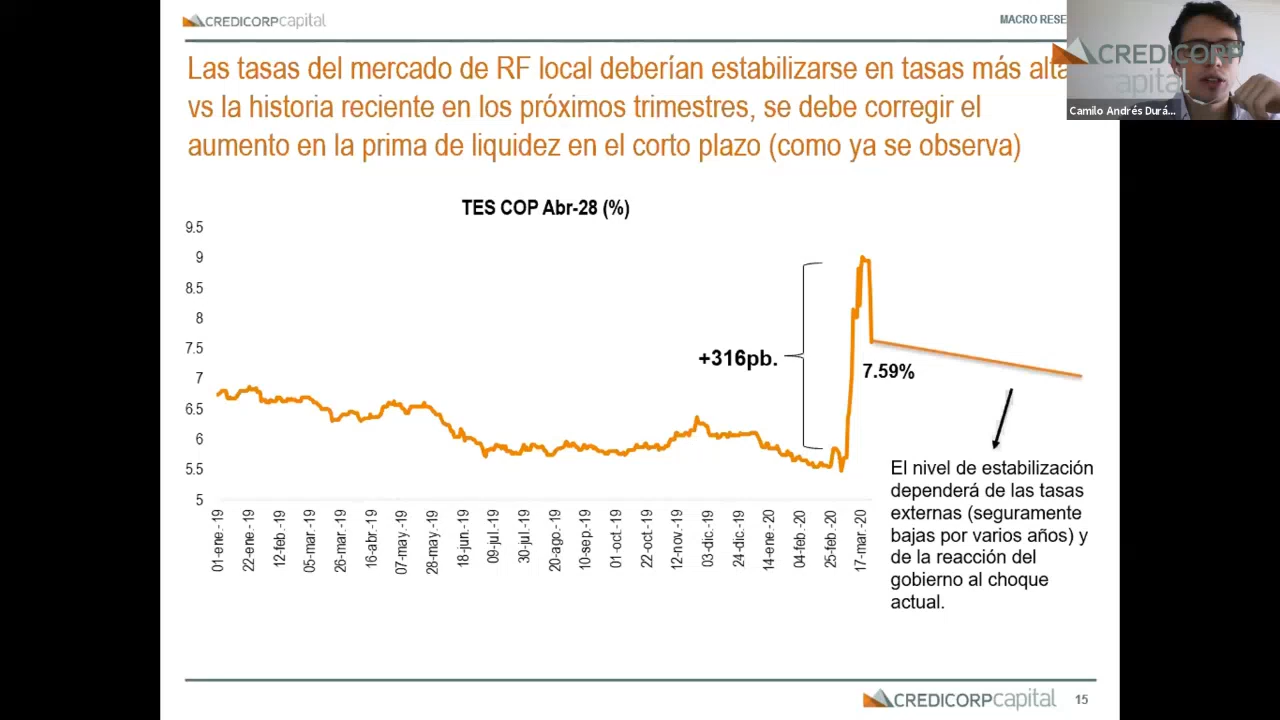 CREDICORPcapital
MACRO RESE
CREDICORP
capital
Camilo Andrés Durá...
Las tasas del mercado de RF local deberían estabilizarse en tasas más alta
vs la historia reciente en los próximos trimestres, se debe corregir el
aumento en la prima de liquidez en el corto plazo (como ya se observa)
TES COP Abr-28 (%)
9.5
9
8.5
8
7.5
7
6.5
6
5.5
5
+316pb.
7.59%
01-ene.-19
22-ene.-19
12-feb.-19
05-mar.-19
26-mar.-19
16-abr.-19
07-may.-19
28-may.-19
18-jun.-19
09-jul.-19
30-jul.-19
20-ago.-19
10-sep.-19
01-oct.-19
22-oct.-19
12-nov.-19
03-dic.-19
24-dic.-19
14-ene.-20
04-feb.-20
25-feb.-20
17-mar.-20
El nivel de estabilización
dependerá de las tasas
externas (seguramente
bajas por varios años) y
de la reacción del
gobierno al choque
actual.
CREDICORPcapital
15